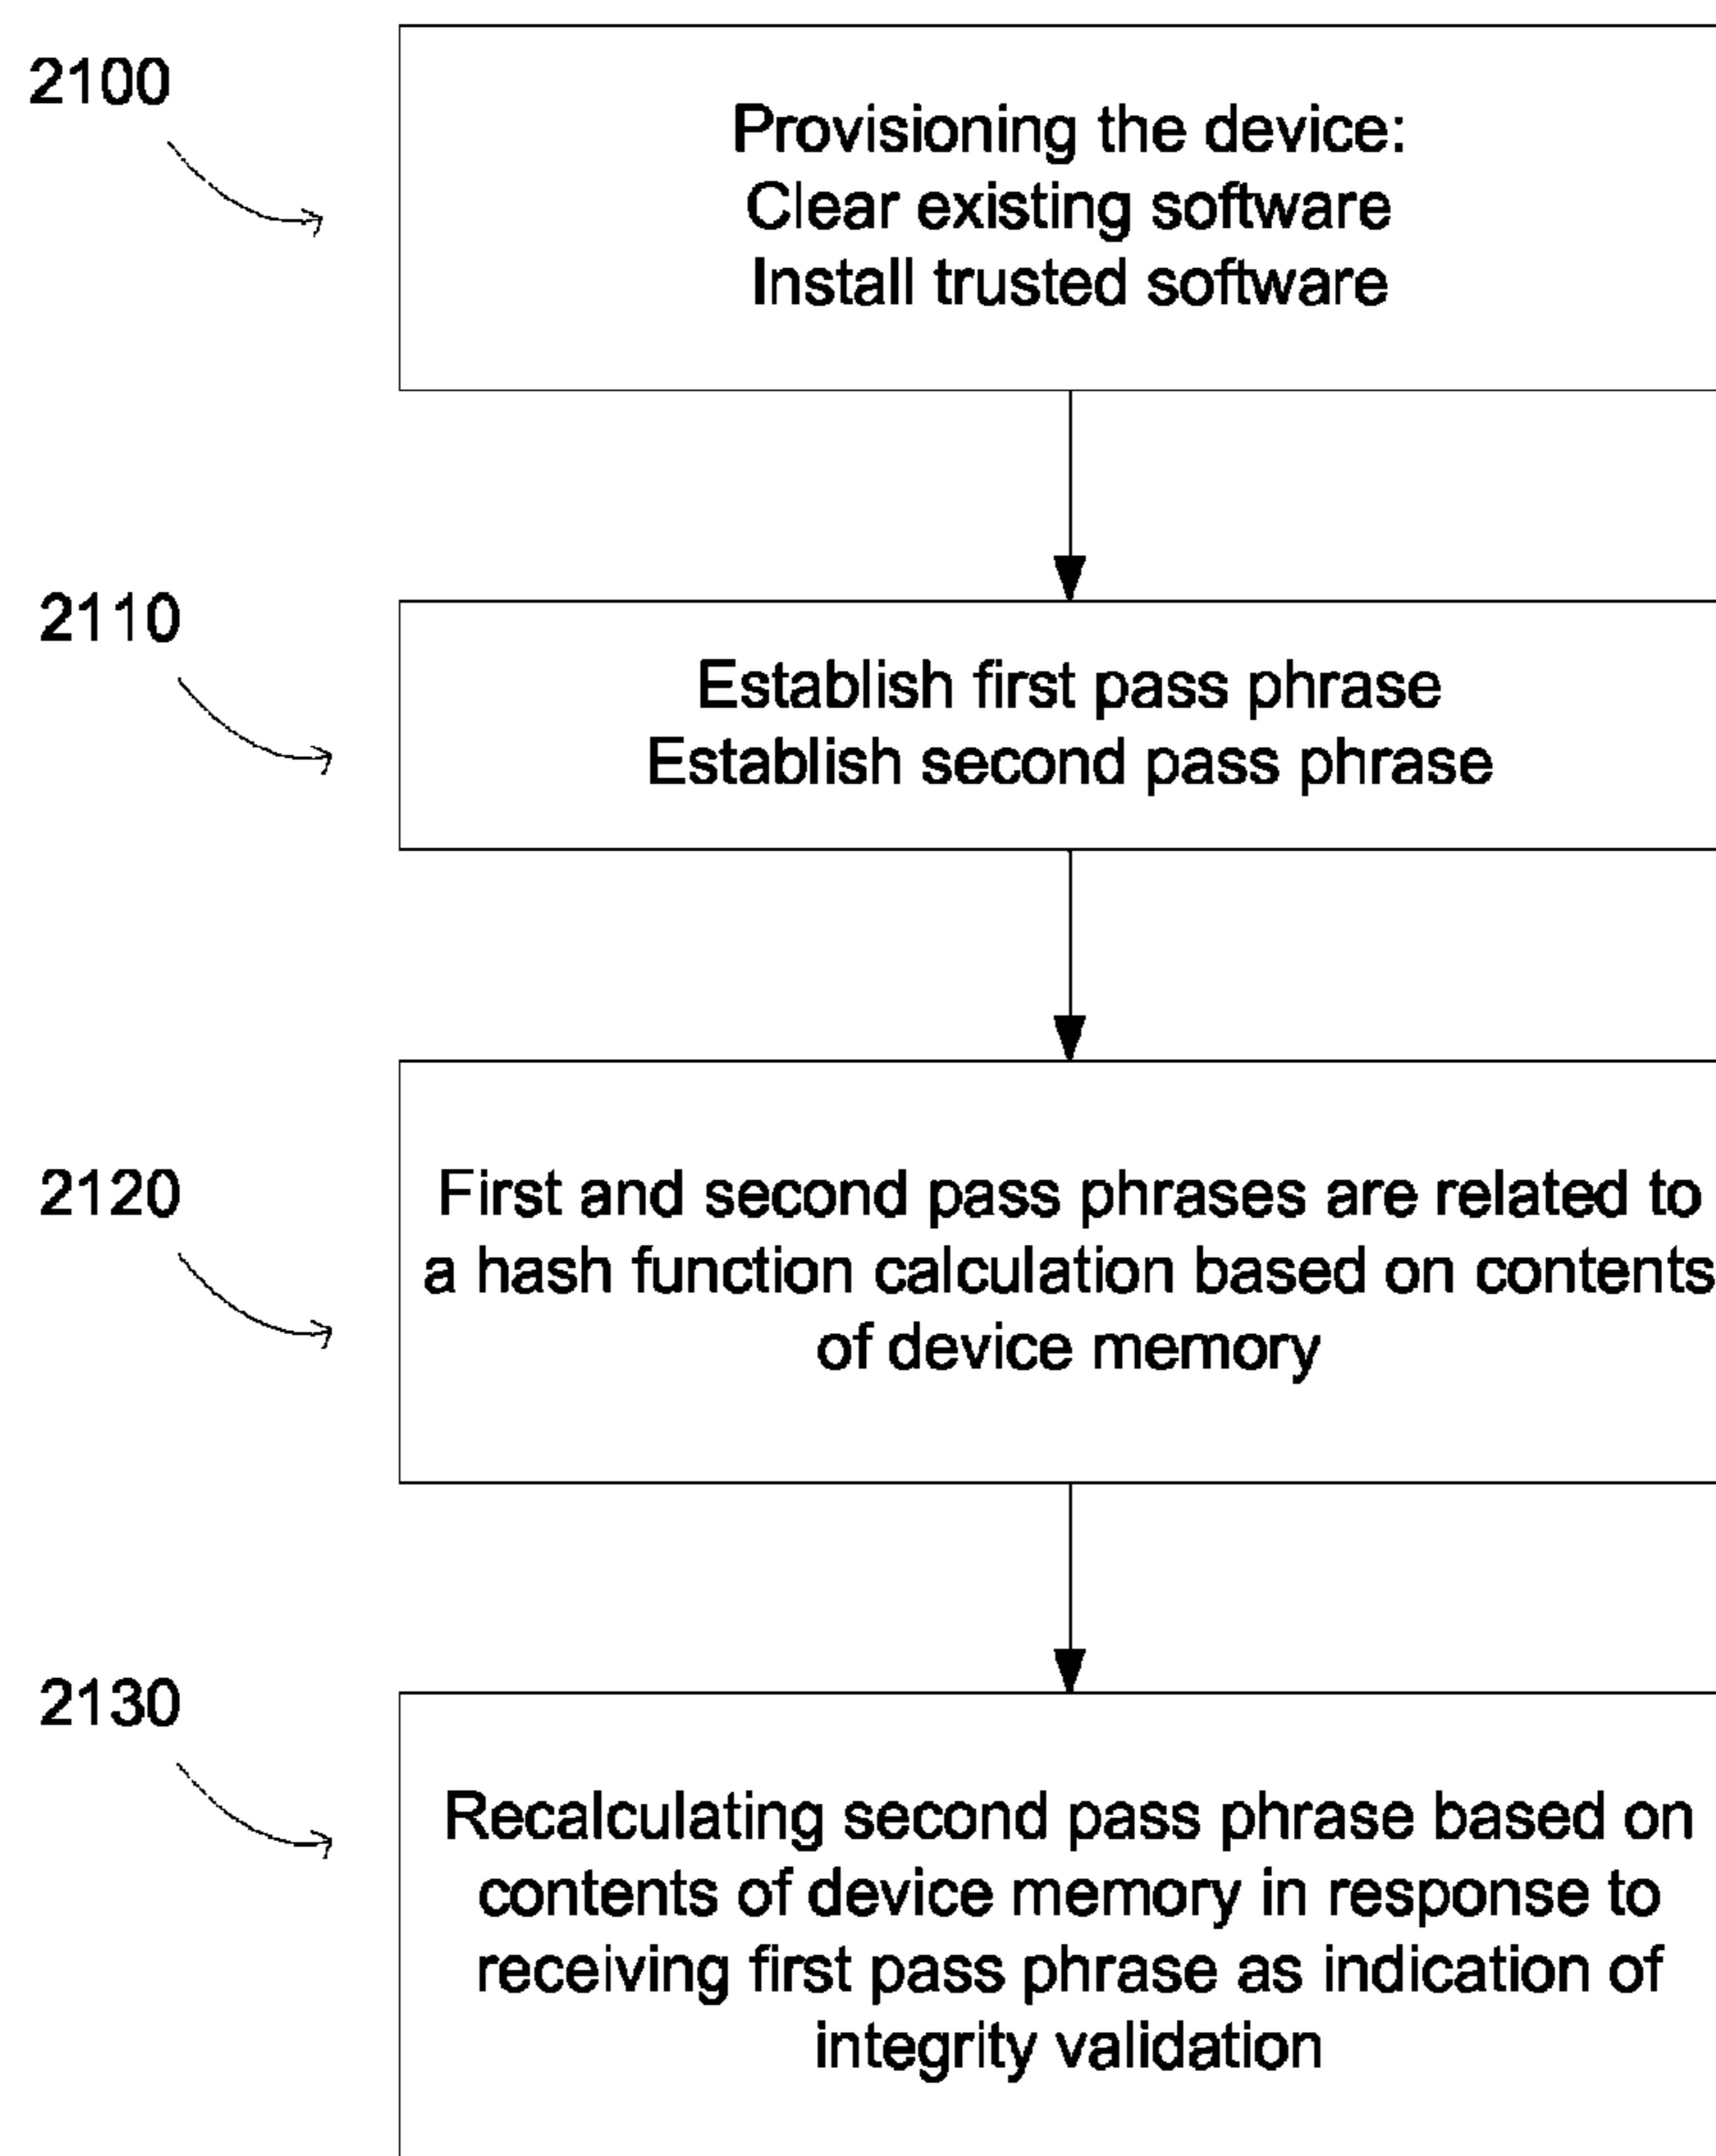 2100
Provisioning the device:
Clear existing software
Install trusted software
2110
Establish first pass phrase
Establish second pass phrase
2120
First and second pass phrases are related to
a hash function calculation based on contents
of device memory
2130
Recalculating second pass phrase based on
contents of device memory in response to
receiving first pass phrase as indication of
integrity validation